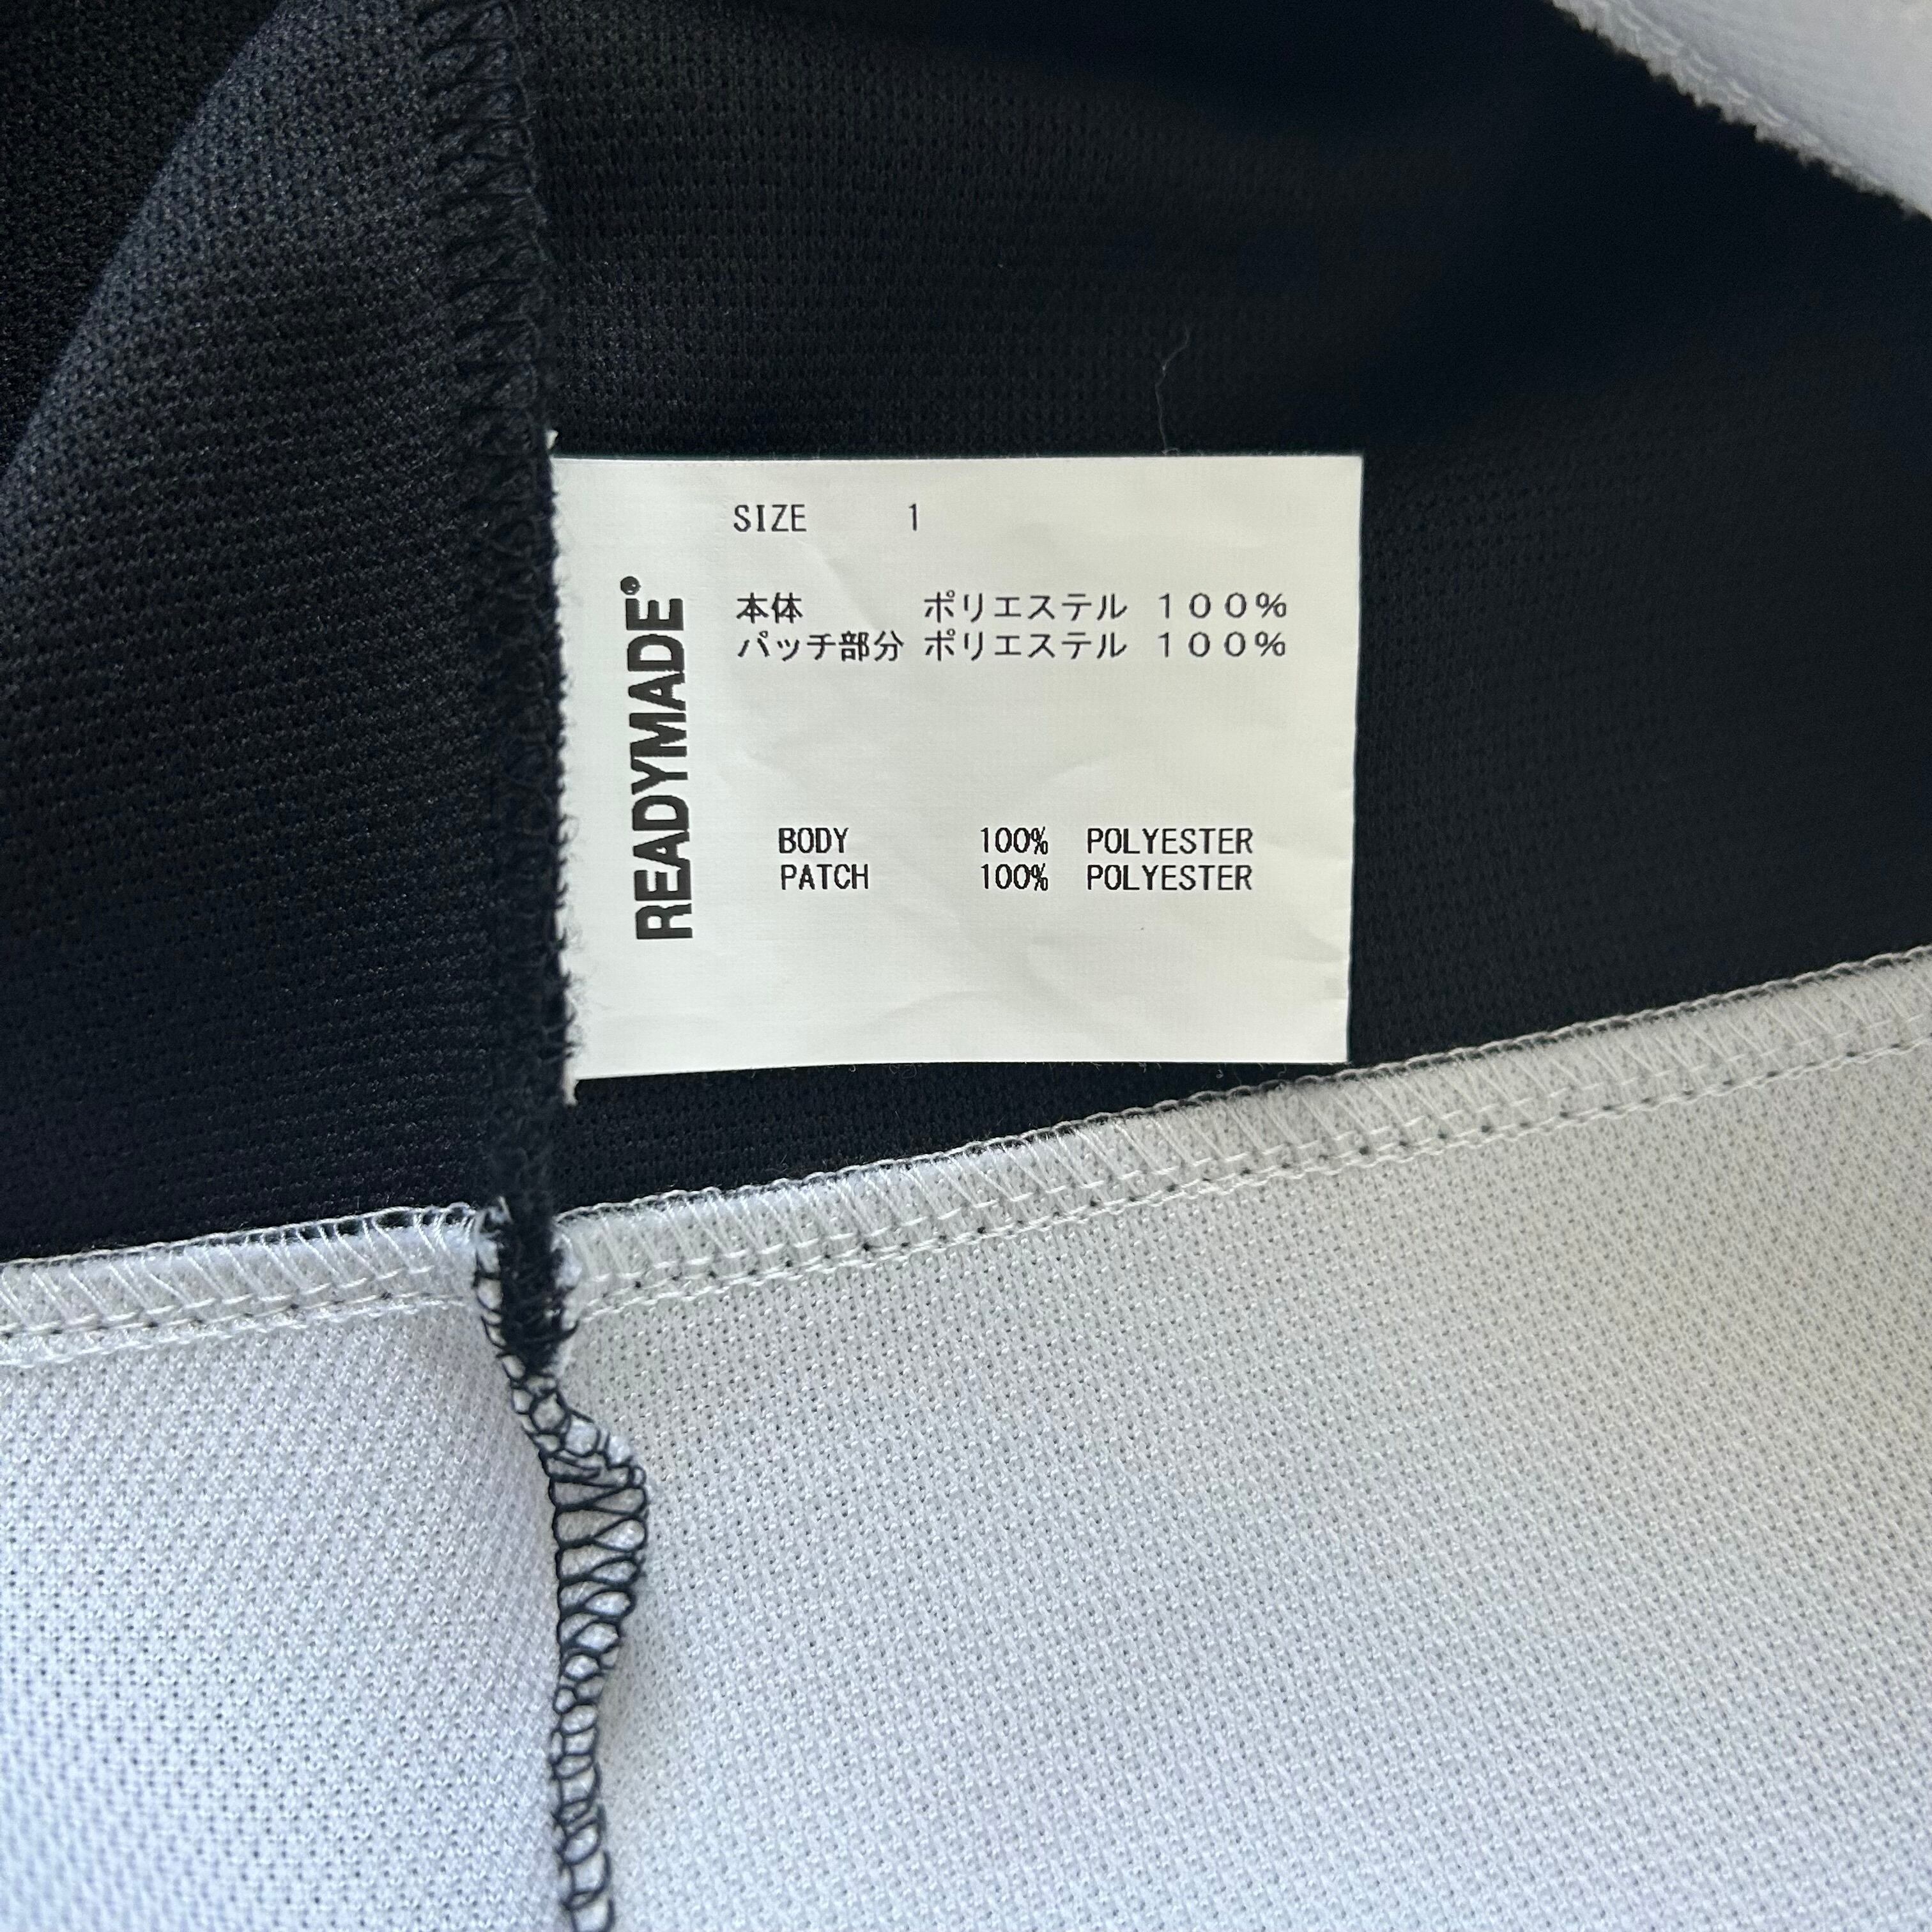 SIZE 1
本体 ポリエステル １００％
パッチ部分 ポリエステル １００％
READYMADE®
BODY 100% POLYESTER
PATCH 100% POLYESTER